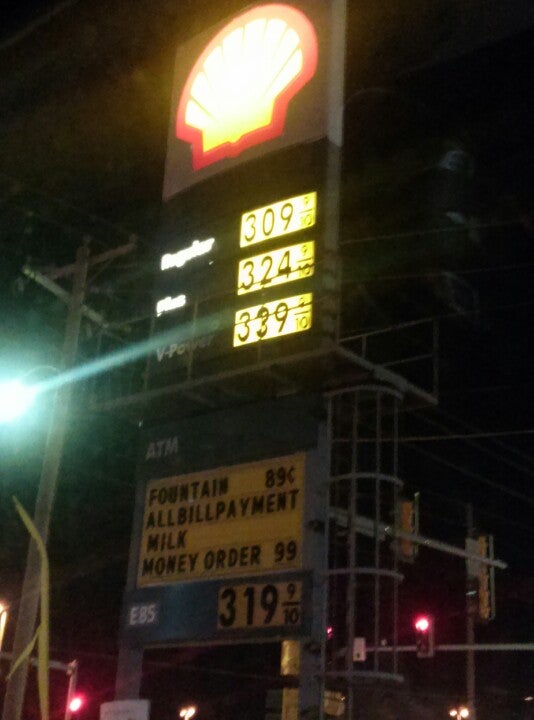 Regular 309 9/10
Plus 324 9/10
V-Power 339 9/10
ATM
FOUNTAIN 89¢
ALLBILLPAYMENT
MILK
MONEY ORDER 99
E85 319 9/10